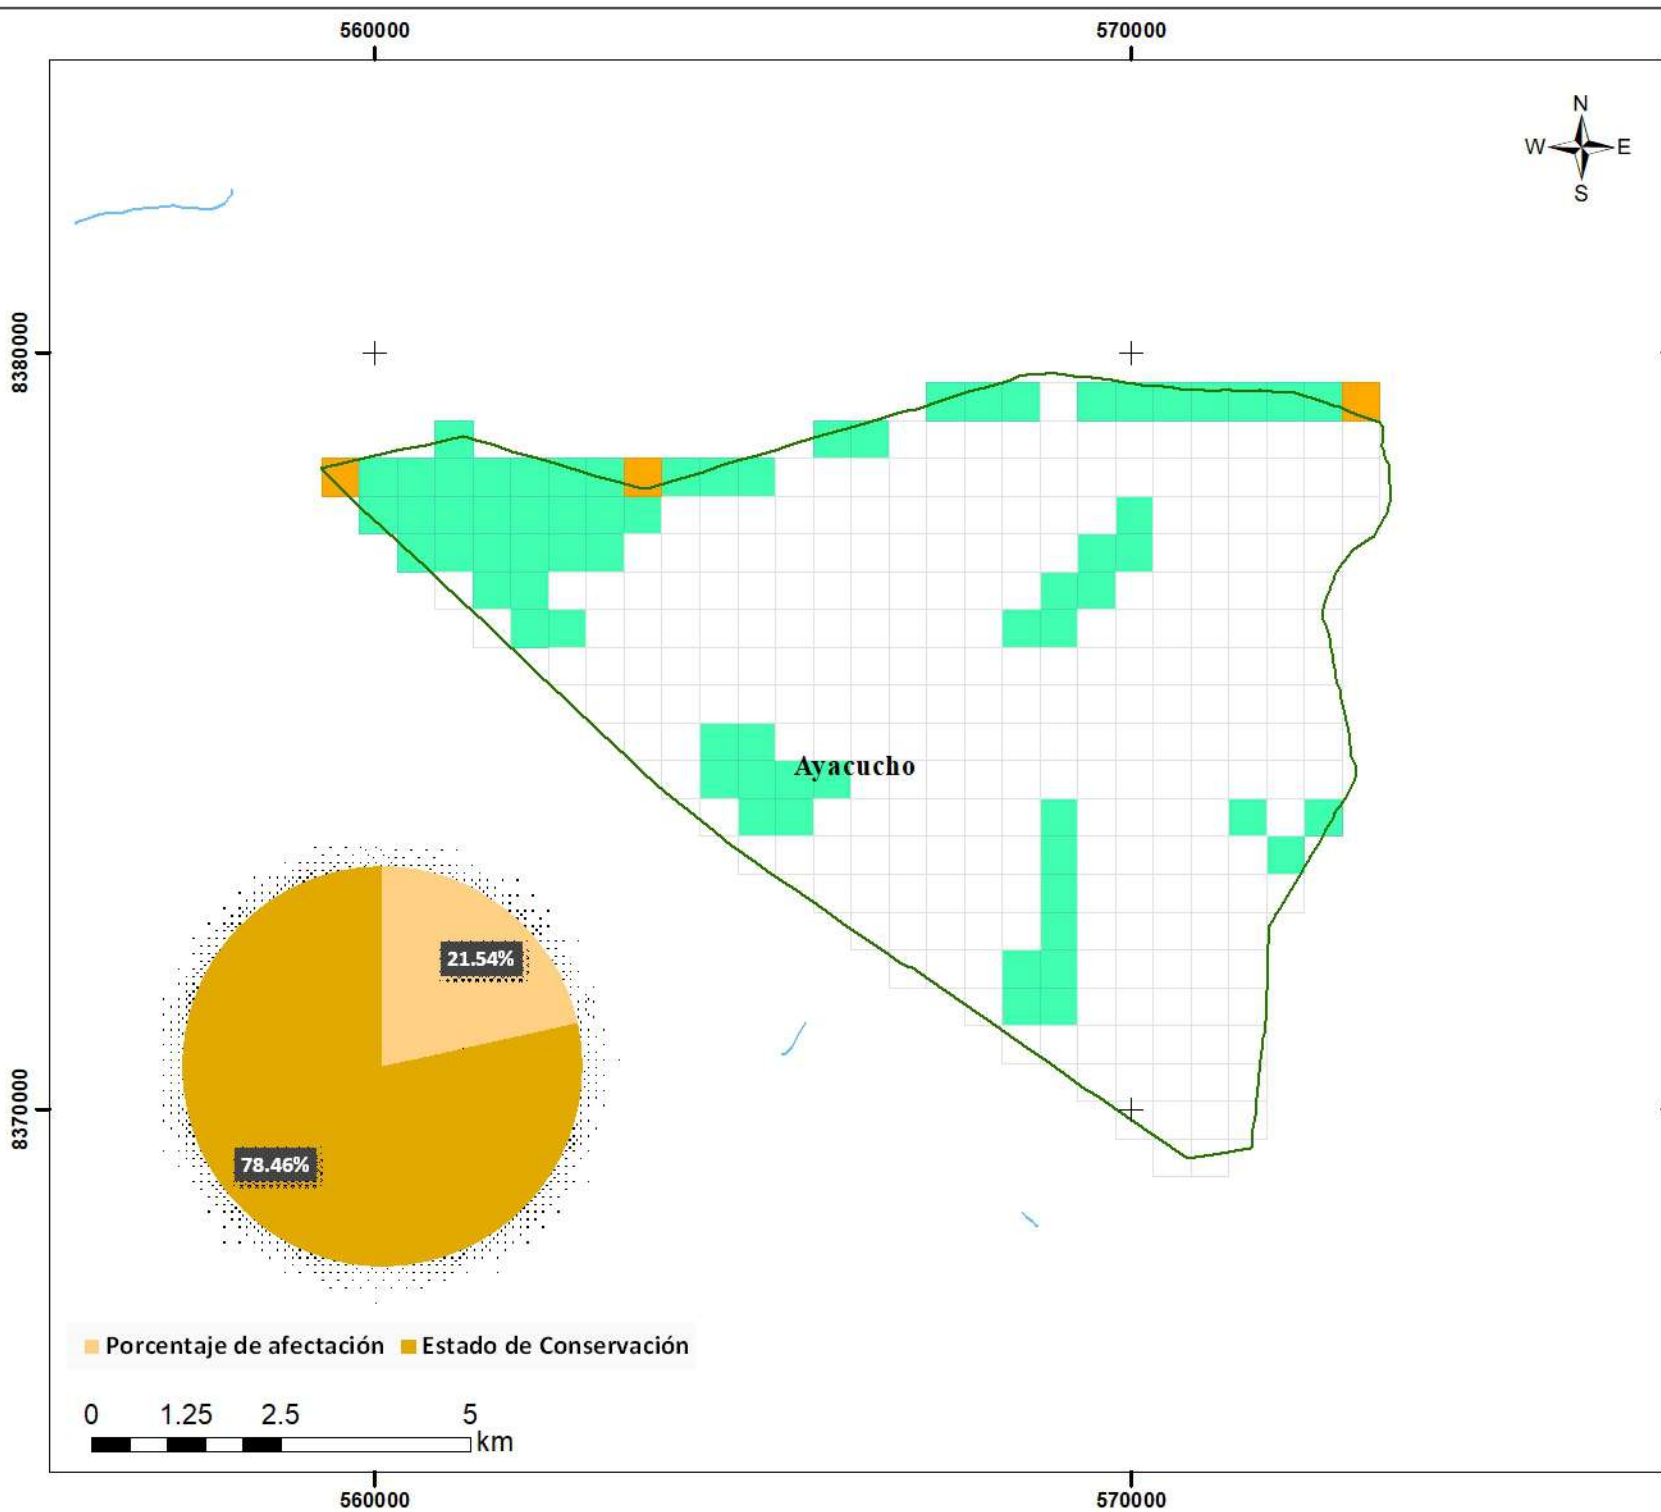 560000 570000
N
W E
S
8380000
Ayacucho
21.54%
8370000
78.46%
Porcentaje de afectación Estado de Conservación
0 1.25 2.5 5
km
560000 570000